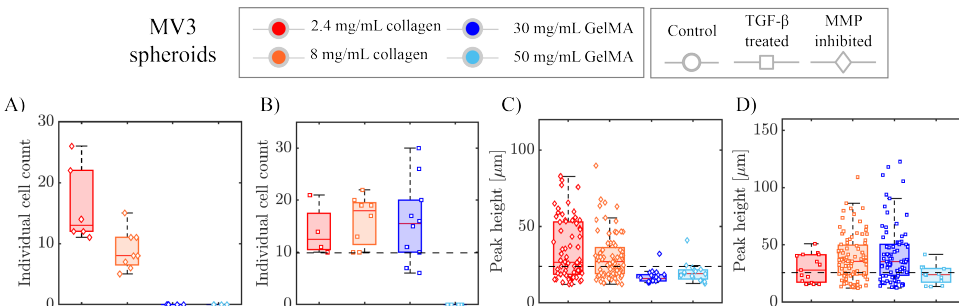 MV3
spheroids
2.4 mg/mL collagen
8 mg/mL collagen
30 mg/mL GelMA
50 mg/mL GelMA
Control
TGF-β
treated
MMP
inhibited
A)
Individual cell count
30
20
10
0
B)
Individual cell count
40
30
20
10
0
C)
Peak height [μm]
100
50
0
D)
Peak height [μm]
150
100
50
0